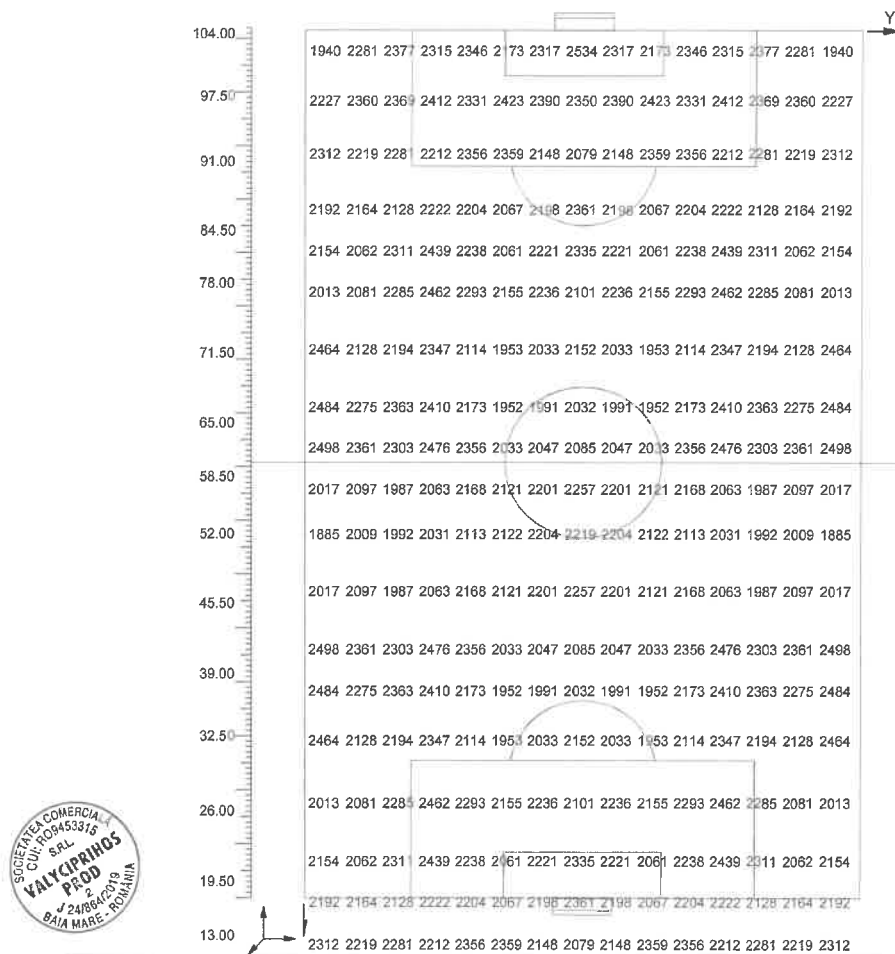 Y
104.00
1940 2281 2377 2315 2346 2173 2317 2534 2317 2173 2346 2315 2377 2281 1940
97.50
2227 2360 2369 2412 2331 2423 2390 2350 2390 2423 2331 2412 2369 2360 2227
91.00
2312 2219 2281 2212 2356 2359 2148 2079 2148 2359 2356 2212 2281 2219 2312
2192 2164 2128 2222 2204 2067 2198 2361 2198 2067 2204 2222 2128 2164 2192
84.50
2154 2062 2311 2439 2238 2061 2221 2335 2221 2061 2238 2439 2311 2062 2154
78.00
2013 2081 2285 2462 2293 2155 2236 2101 2236 2155 2293 2462 2285 2081 2013
71.50
2464 2128 2194 2347 2114 1953 2033 2152 2033 1953 2114 2347 2194 2128 2464
2484 2275 2363 2410 2173 1952 1991 2032 1991 1952 2173 2410 2363 2275 2484
65.00
2498 2361 2303 2476 2356 2033 2047 2085 2047 2033 2356 2476 2303 2361 2498
58.50
2017 2097 1987 2063 2168 2121 2201 2257 2201 2121 2168 2063 1987 2097 2017
52.00
1885 2009 1992 2031 2113 2122 2204 2219 2204 2122 2113 2031 1992 2009 1885
2017 2097 1987 2063 2168 2121 2201 2257 2201 2121 2168 2063 1987 2097 2017
45.50
2498 2361 2303 2476 2356 2033 2047 2085 2047 2033 2356 2476 2303 2361 2498
39.00
2484 2275 2363 2410 2173 1952 1991 2032 1991 1952 2173 2410 2363 2275 2484
32.50
2464 2128 2194 2347 2114 1953 2033 2152 2033 1953 2114 2347 2194 2128 2464
26.00
2013 2081 2285 2462 2293 2155 2236 2101 2236 2155 2293 2462 2285 2081 2013
2154 2062 2311 2439 2238 2061 2221 2335 2221 2061 2238 2439 2311 2062 2154
19.50
2192 2164 2128 2222 2204 2067 2198 2361 2198 2067 2204 2222 2128 2164 2192
13.00
2312 2219 2281 2212 2356 2359 2148 2079 2148 2359 2356 2212 2281 2219 2312
SOCIETATEA COMERCIALA
CUI: RO9453315
S.R.L.
VALYCIPRIHOS
PROD
2
J 24/864/2019
BAIA MARE - ROMÂNIA